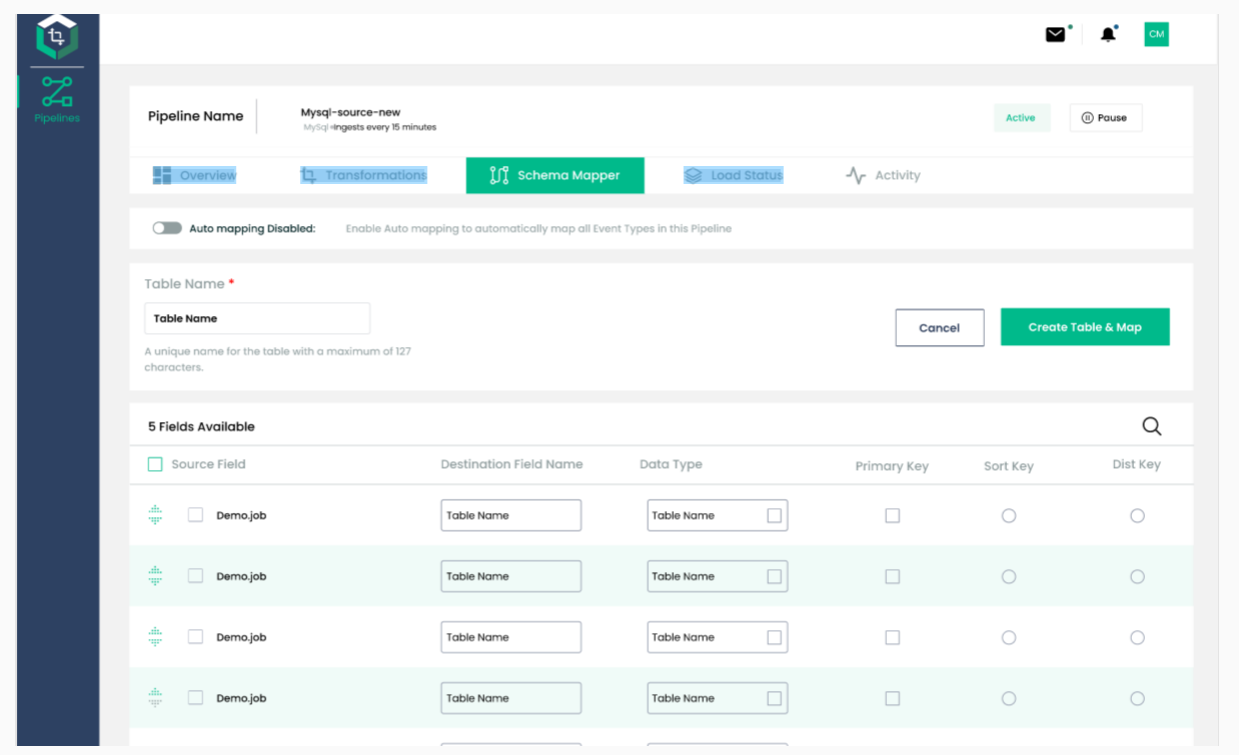 CM
Pipelines
Pipeline Name
Mysql-source-new
MySql •Ingests every 15 minutes
Active
Pause
Overview
Transformations
Schema Mapper
Load Status
Activity
Auto mapping Disabled:
Enable Auto mapping to automatically map all Event Types in this Pipeline
Table Name *
Table Name
A unique name for the table with a maximum of 127
characters.
Cancel
Create Table & Map
5 Fields Available
Source Field
Destination Field Name
Data Type
Primary Key
Sort Key
Dist Key
Demo.job
Table Name
Table Name
Demo.job
Table Name
Table Name
Demo.job
Table Name
Table Name
Demo.job
Table Name
Table Name